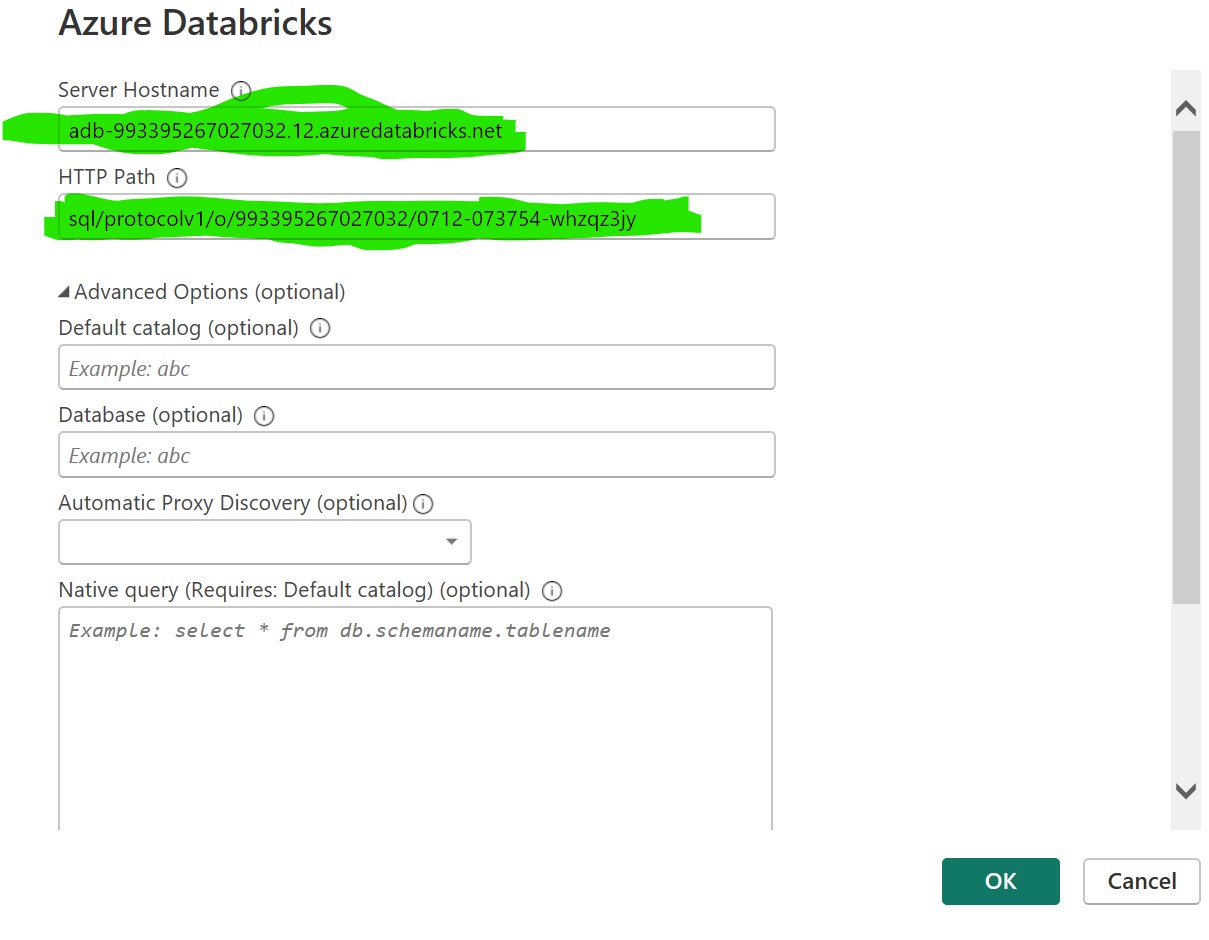 Azure Databricks
Server Hostname
adb-993395267027032.12.azuredatabricks.net
HTTP Path
sql/protocolv1/o/993395267027032/0712-073754-whzqz3jy
Advanced Options (optional)
Default catalog (optional)
Example: abc
Database (optional)
Example: abc
Automatic Proxy Discovery (optional)
Native query (Requires: Default catalog) (optional)
Example: select * from db.schemaname.tablename
OK Cancel